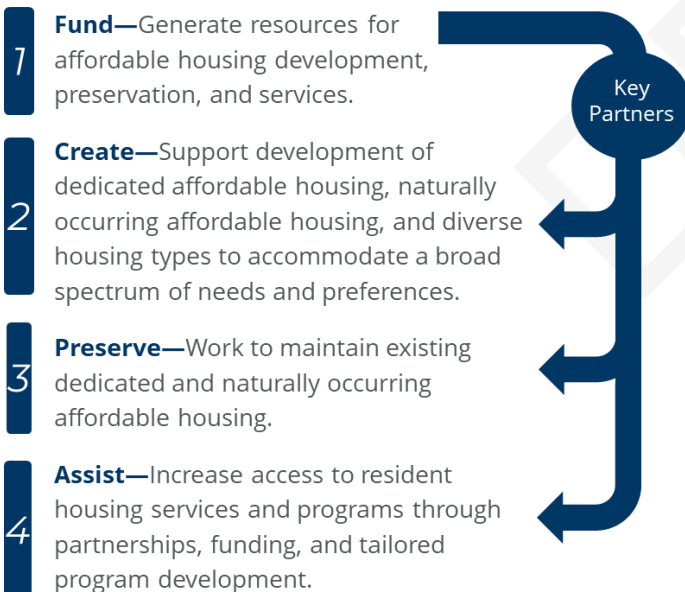 1
Fund—Generate resources for
affordable housing development,
preservation, and services.
Key
Partners
2
Create—Support development of
dedicated affordable housing, naturally
occurring affordable housing, and diverse
housing types to accommodate a broad
spectrum of needs and preferences.
3
Preserve—Work to maintain existing
dedicated and naturally occurring
affordable housing.
4
Assist—Increase access to resident
housing services and programs through
partnerships, funding, and tailored
program development.